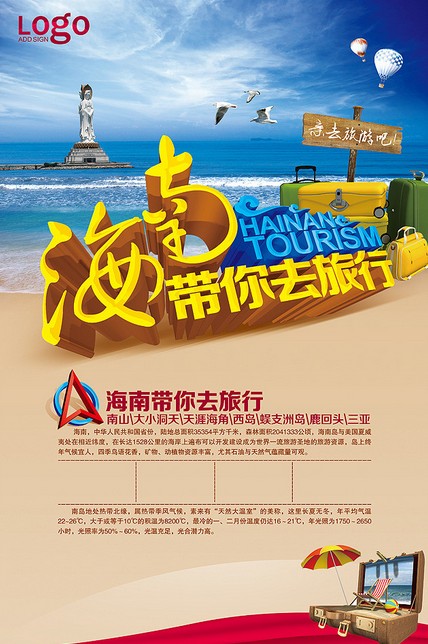 Logo
ADD SIGN
来去旅游吧!
海南
HAINAN
TOURISM
带你去旅行
海南带你去旅行
南山\大小洞天\天涯海角\西岛\蜈支洲岛\鹿回头\三亚
海南，中华人民共和国省份，陆地总面积35354平方千米，森林面积2041333公顷，海南岛与美国夏威
夷处在相近纬度，在长达1528公里的海岸上遍布可以开发建设成为世界一流旅游圣地的旅游资源，岛上终
年气候宜人，四季鸟语花香，矿物、动植物资源丰富，尤其石油与天然气蕴藏量可观。
南岛地处热带北缘，属热带季风气候，素来有“天然大温室”的美称，这里长夏无冬，年平均气温
22~26℃，大于或等于10℃的积温为8200℃，最冷的一、二月份温度仍达16~21℃，年光照为1750~2650
小时，光照率为50%~60%，光温充足，光合潜力高。